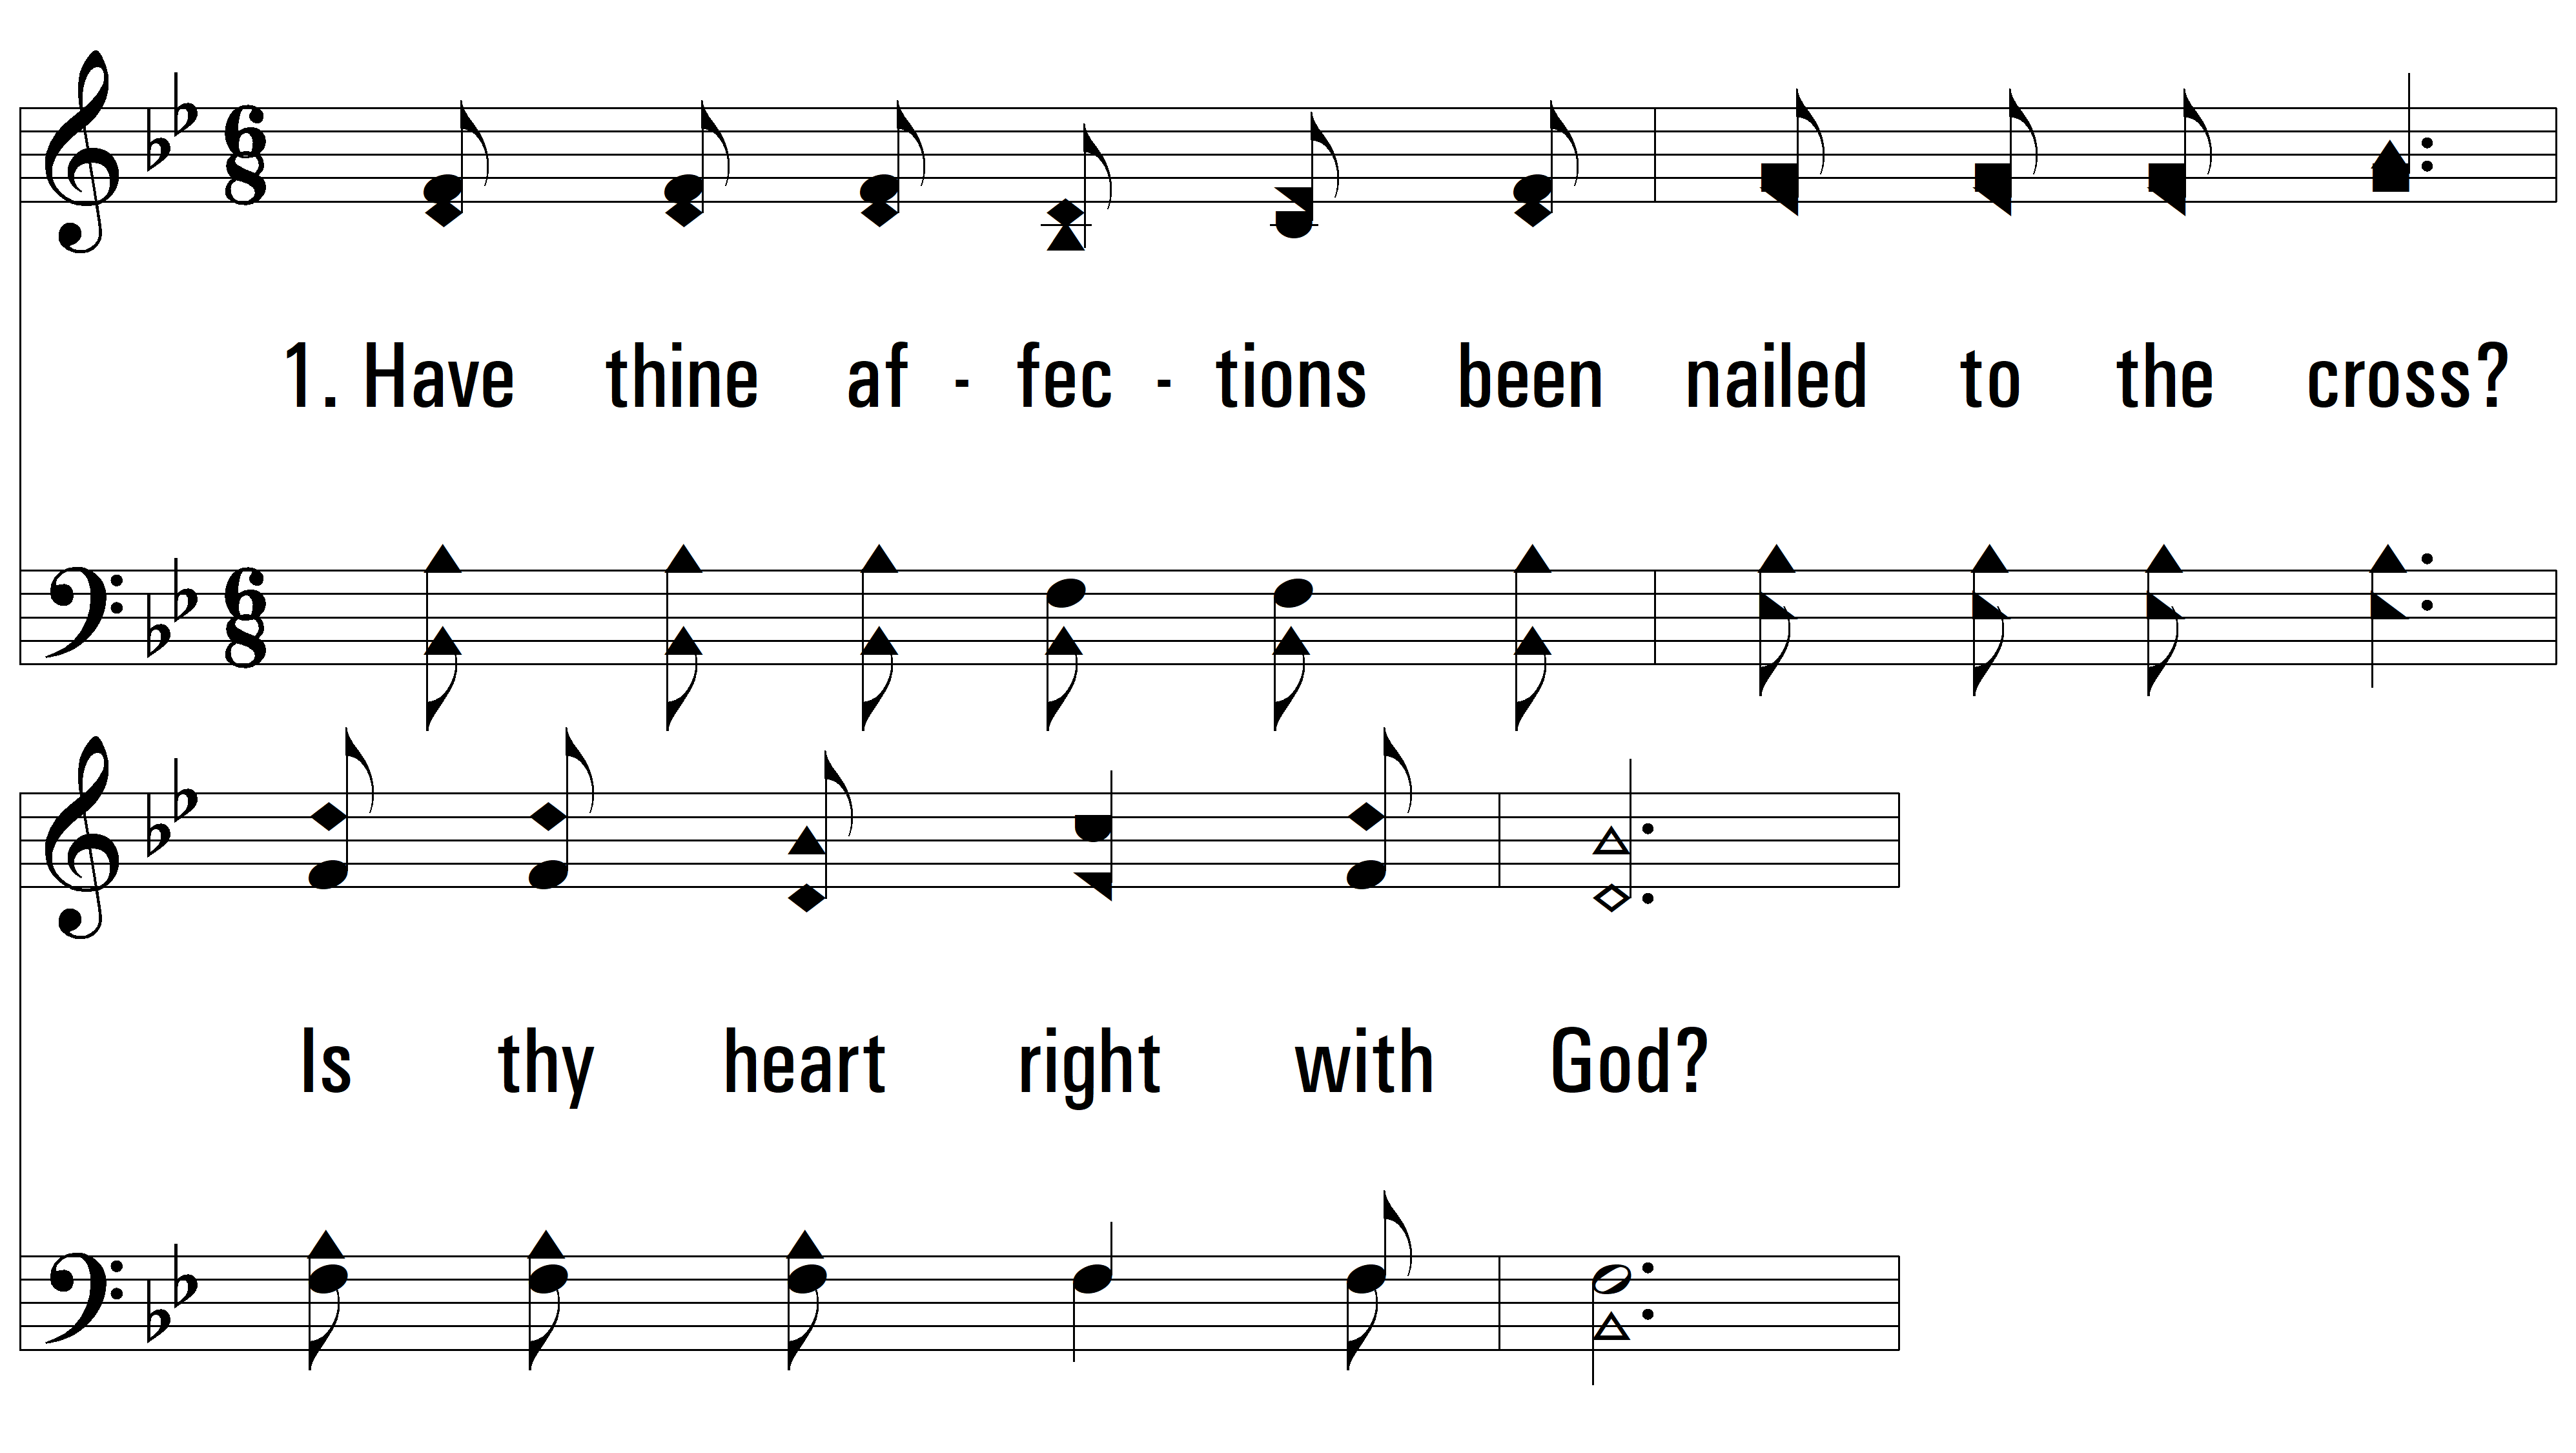 1. Have thine af - fec - tions been nailed to the cross?
Is thy heart right with God?